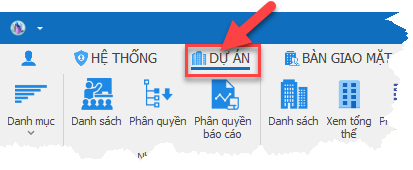 HỆ THỐNG
DỰ ÁN
BÀN GIAO MẶT
Danh mục
Danh sách
Phân quyền
Phân quyền
báo cáo
Danh sách
Xem tổng
thể